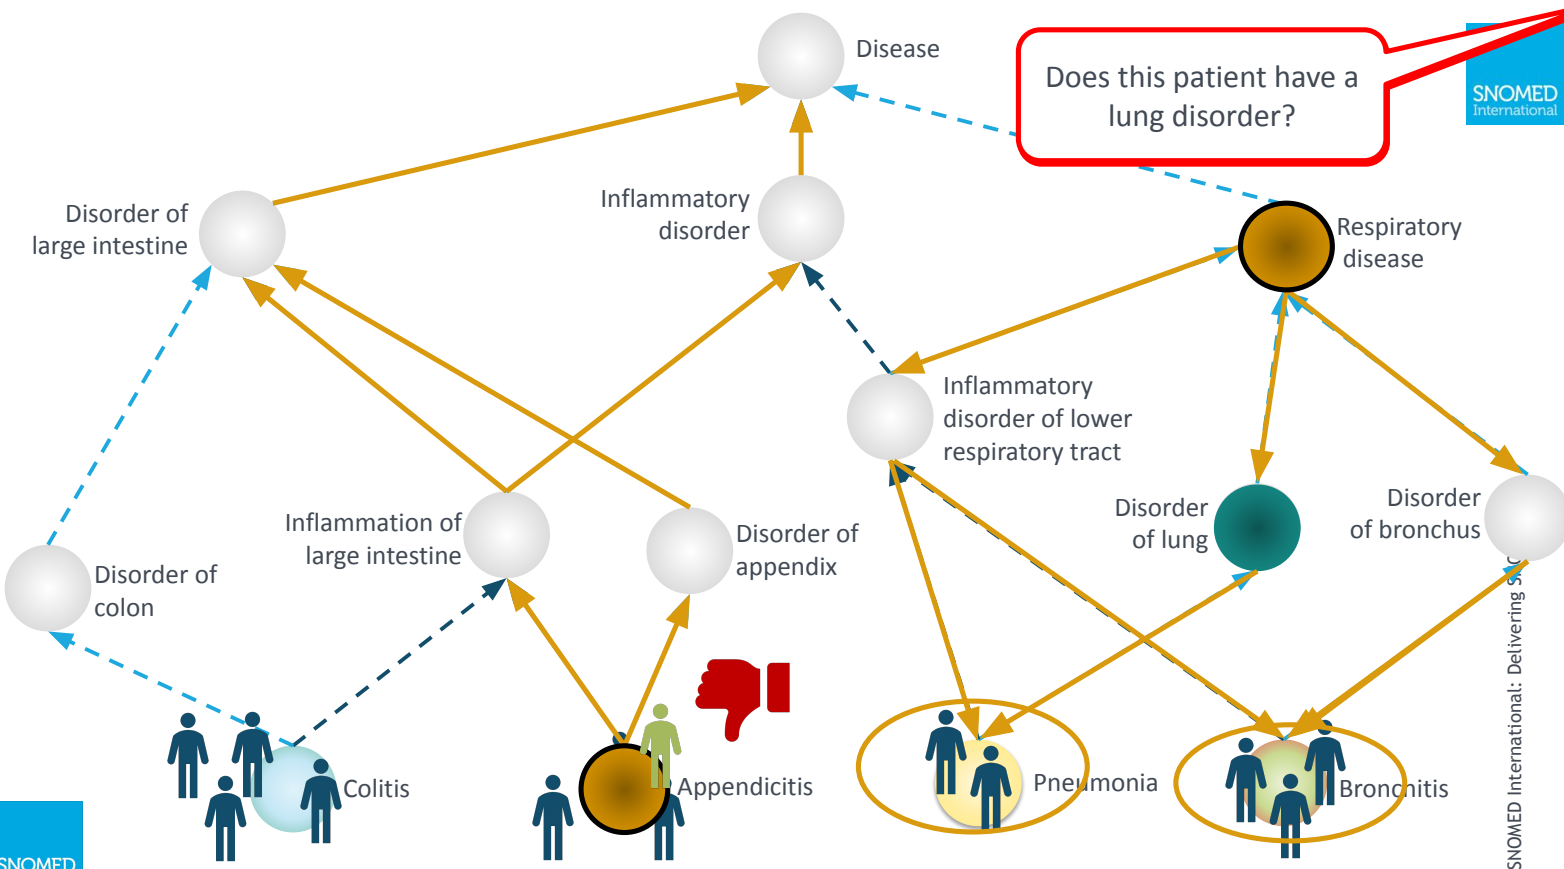 Disease
Does this patient have a
lung disorder?
SNOMED
International
Disorder of
large intestine
Inflammatory
disorder
Respiratory
disease
Inflammatory
disorder of lower
respiratory tract
Disorder
of lung
Disorder
of bronchus
Inflammation of
large intestine
Disorder of
appendix
Disorder of
colon
Colitis
Appendicitis
Pneumonia
Bronchitis
SNOMED International: Delivering
SNOMED